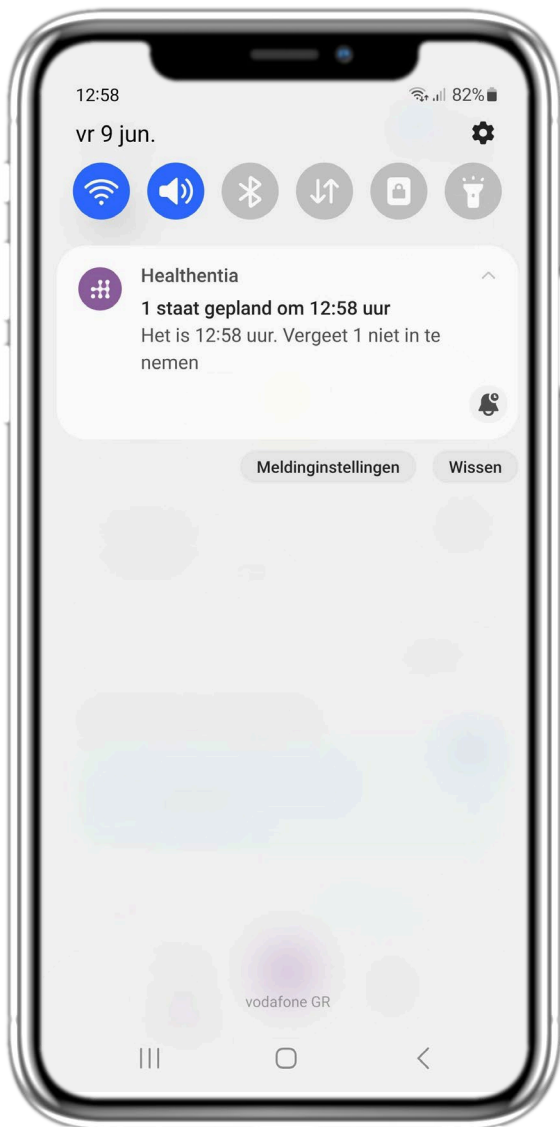 12:58
82%
vr 9 jun.
Healthentia
1 staat gepland om 12:58 uur
Het is 12:58 uur. Vergeet 1 niet in te
nemen
Meldinginstellingen
Wissen
vodafone GR